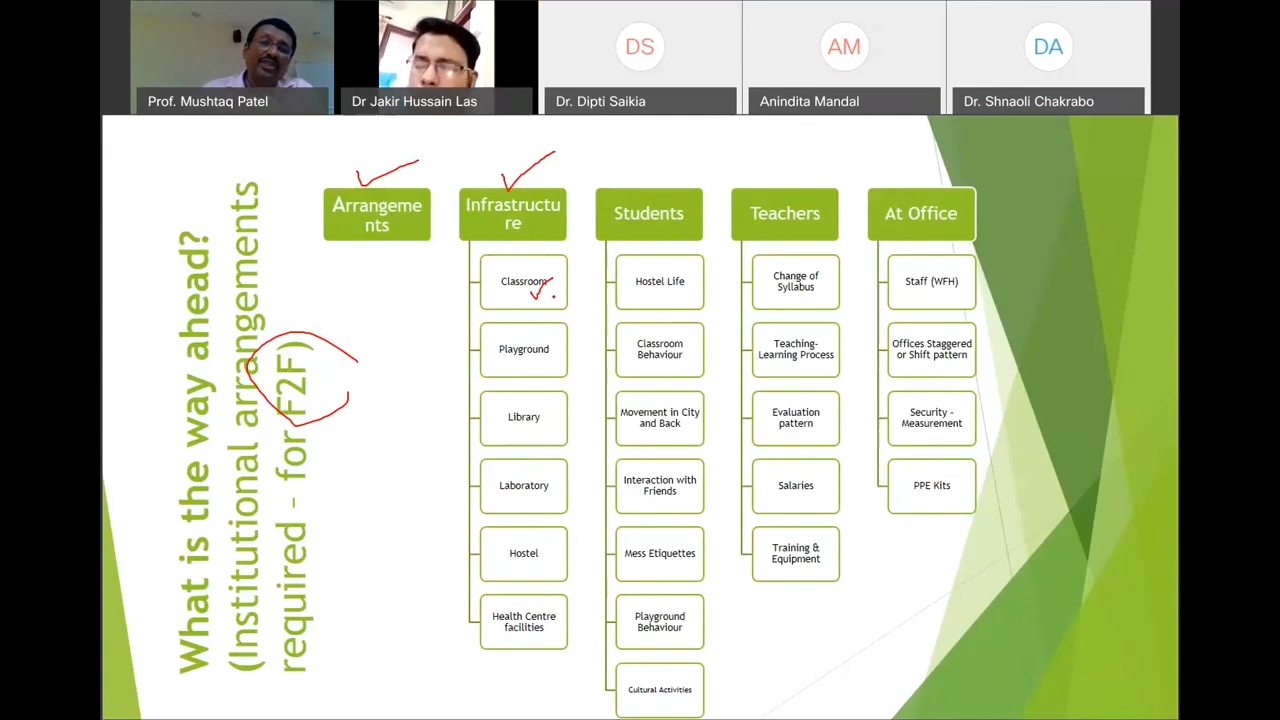 DS
AM
DA
Prof. Mushtaq Patel
Dr Jakir Hussain Las
Dr. Dipti Saikia
Anindita Mandal
Dr. Shnaoli Chakrabo
What is the way ahead?
(Institutional arrangements
required - for F2F)
Arrangeme
nts
Infrastructu
re
Classroom
Playground
Library
Laboratory
Hostel
Health Centre
facilities
Students
Hostel Life
Classroom
Behaviour
Movement in City
and Back
Interaction with
Friends
Mess Etiquettes
Playground
Behaviour
Cultural Activities
Teachers
Change of
Syllabus
Teaching-
Learning Process
Evaluation
pattern
Salaries
Training &
Equipment
At Office
Staff (WFH)
Offices Staggered
or Shift pattern
Security -
Measurement
PPE Kits